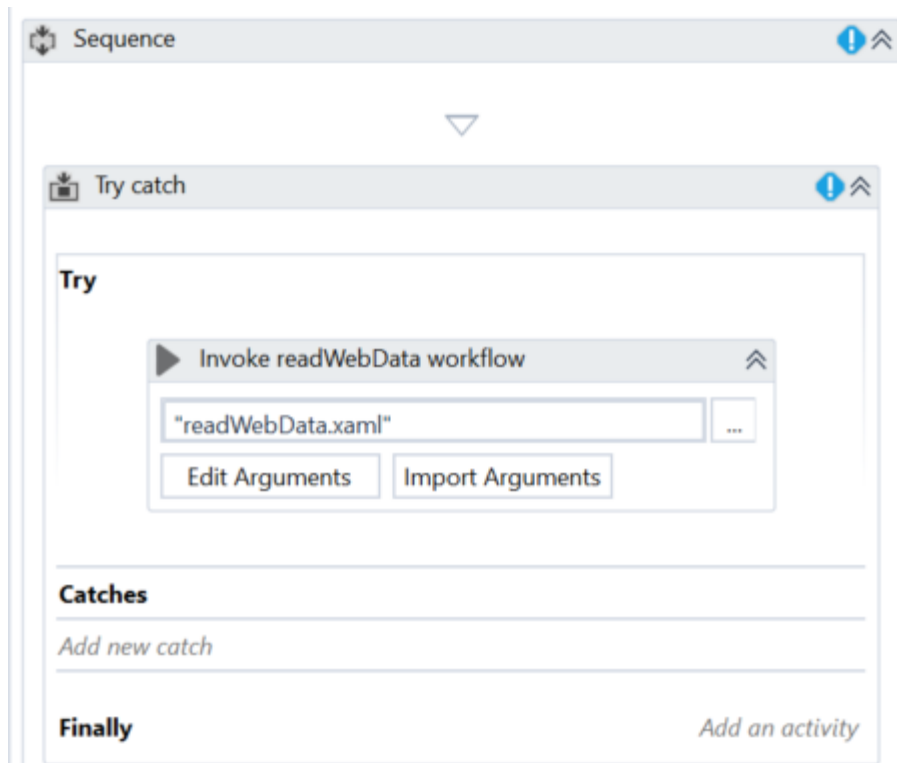 Sequence
Try catch
Try
Invoke readWebData workflow
"readWebData.xaml"
...
Edit Arguments
Import Arguments
Catches
Add new catch
Finally
Add an activity